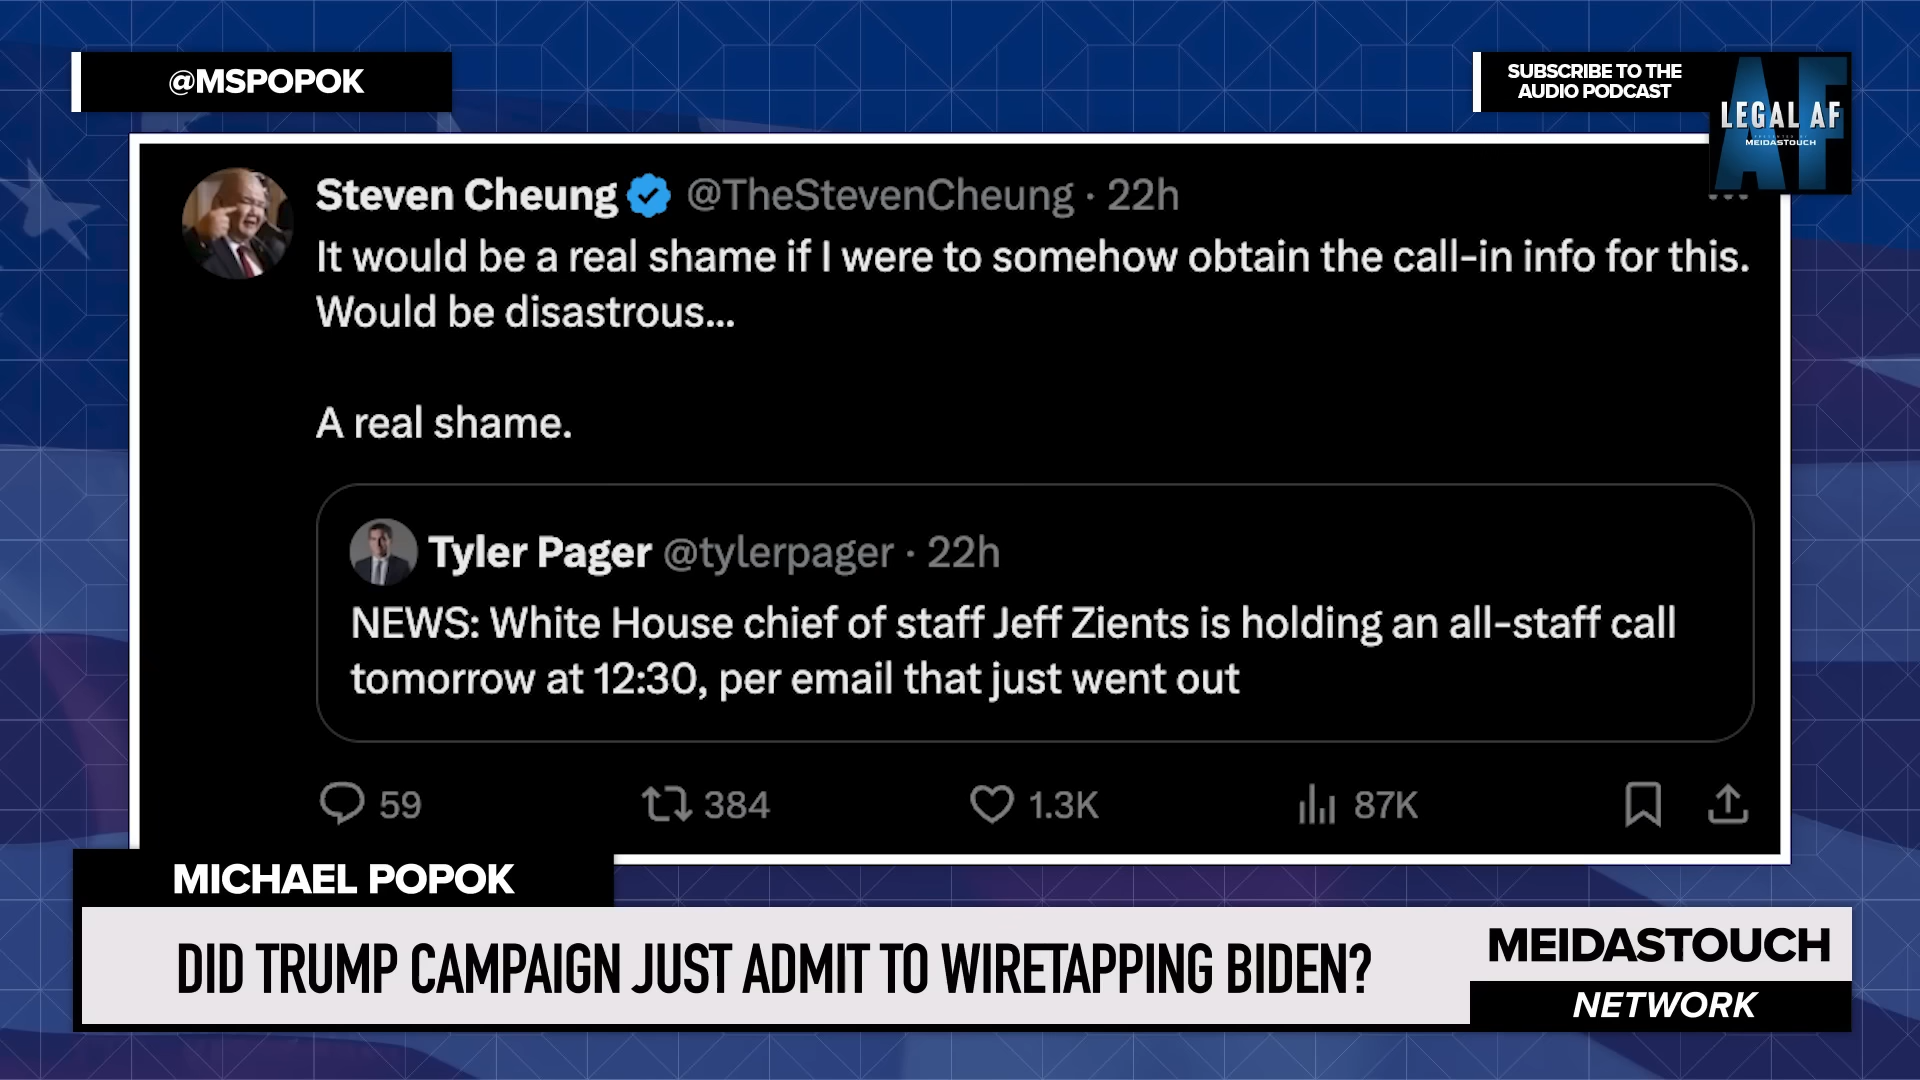 @MSPOPOK
SUBSCRIBE TO THE
AUDIO PODCAST
LEGAL AF
MEIDASTOUCH
Steven Cheung @TheStevenCheung · 22h
It would be a real shame if I were to somehow obtain the call-in info for this.
Would be disastrous...
A real shame.
Tyler Pager @tylerpager · 22h
NEWS: White House chief of staff Jeff Zients is holding an all-staff call
tomorrow at 12:30, per email that just went out
59 384 1.3K 87K
MICHAEL POPOK
DID TRUMP CAMPAIGN JUST ADMIT TO WIRETAPPING BIDEN?
MEIDASTOUCH
NETWORK